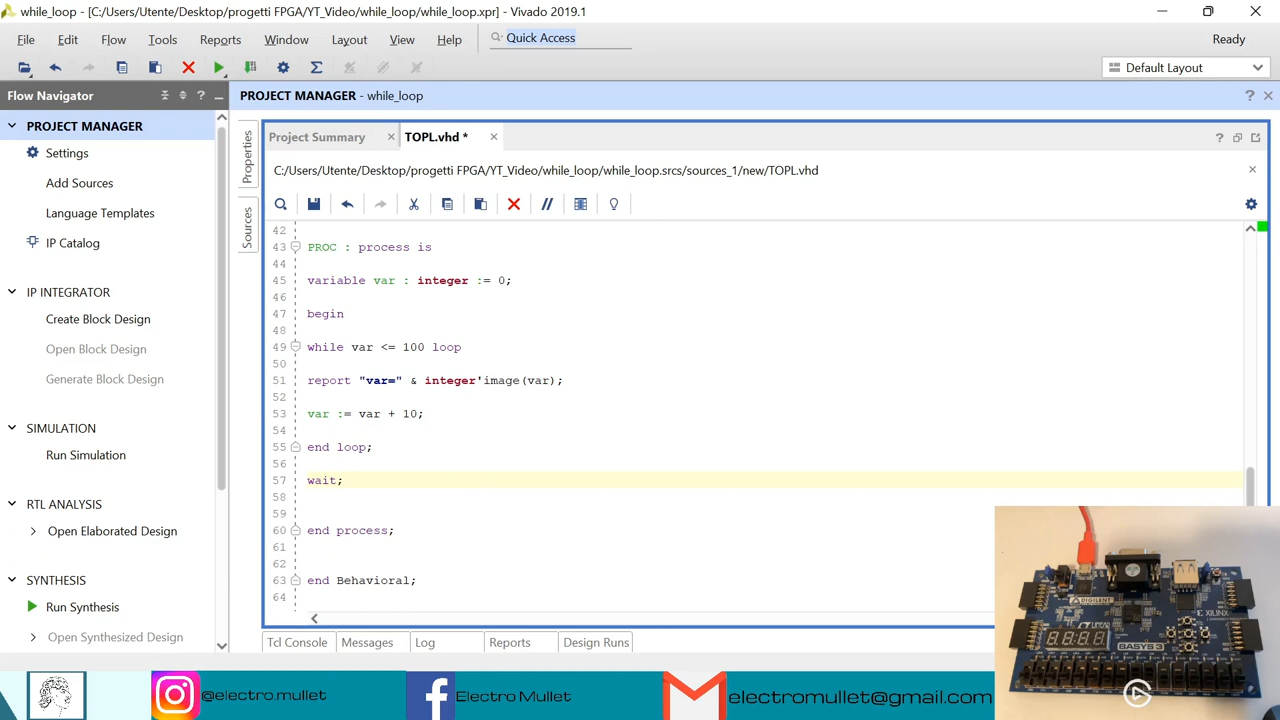 while_loop - [C:/Users/Utente/Desktop/progetti FPGA/YT_Video/while_loop/while_loop.xpr] - Vivado 2019.1
File Edit Flow Tools Reports Window Layout View Help Quick Access Ready
Default Layout
Flow Navigator
PROJECT MANAGER - while_loop
PROJECT MANAGER
Settings
Add Sources
Language Templates
IP Catalog
IP INTEGRATOR
Create Block Design
Open Block Design
Generate Block Design
SIMULATION
Run Simulation
RTL ANALYSIS
Open Elaborated Design
SYNTHESIS
Run Synthesis
Open Synthesized Design
Properties
Sources
Project Summary TOPL.vhd *
C:/Users/Utente/Desktop/progetti FPGA/YT_Video/while_loop/while_loop.srcs/sources_1/new/TOPL.vhd
42
43 PROC : process is
44
45 variable var : integer := 0;
46
47 begin
48
49 while var <= 100 loop
50
51 report "var=" & integer'image(var);
52
53 var := var + 10;
54
55 end loop;
56
57 wait;
58
59
60 end process;
61
62
63 end Behavioral;
64
Tcl Console Messages Log Reports Design Runs
DIGILENT
XILINX
BASYS 3
@electro.mullet
Electro Mullet
electromullet@gmail.com